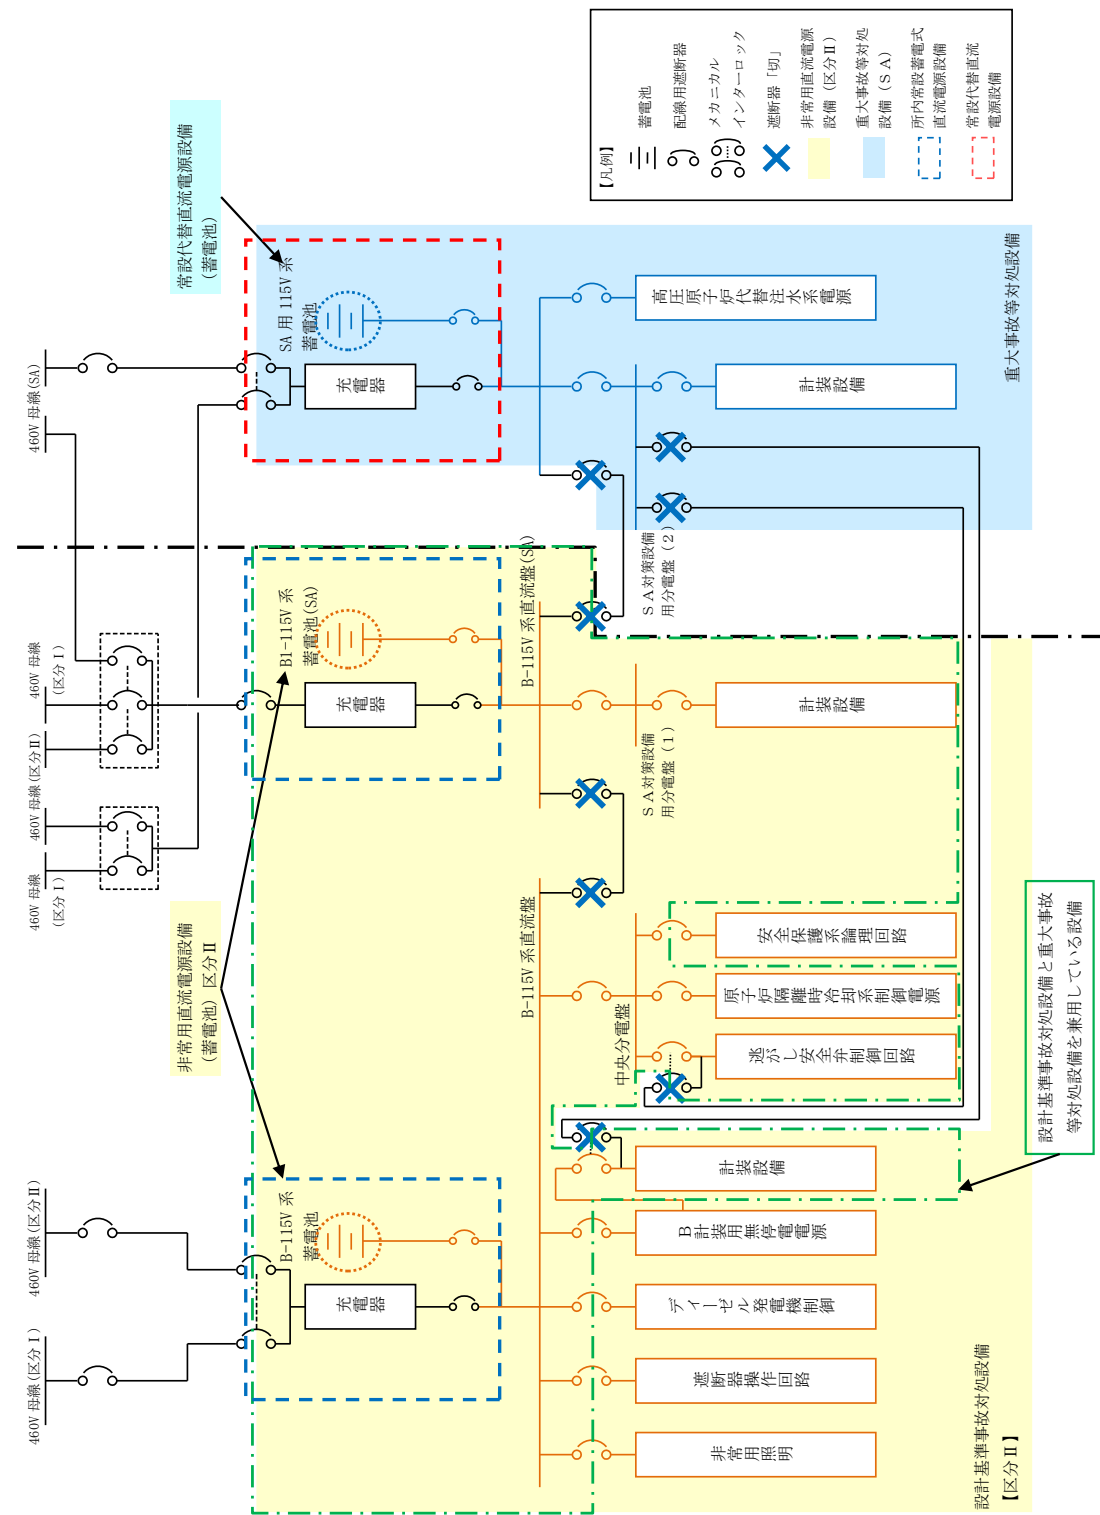 460V 母線(区分Ⅰ)
460V 母線(区分Ⅱ)
460V 母線
(区分Ⅰ)
460V 母線(区分Ⅱ)
460V 母線
(区分Ⅰ)
460V 母線(SA)
非常用直流電源設備
(蓄電池) 区分Ⅱ
常設代替直流電源設備
(蓄電池)
B-115V 系
蓄電池
充電器
B1-115V 系
蓄電池(SA)
充電器
SA 用 115V 系
蓄電池
充電器
B-115V 系直流盤
B-115V 系直流盤(SA)
中央分電盤
SA対策設備
用分電盤(1)
SA対策設備
用分電盤(2)
非常用照明
遮断器操作回路
ディーゼル発電機制御
B計装用無停電電源
計装設備
逃がし安全弁制御回路
原子炉隔離時冷却系制御電源
安全保護系論理回路
計装設備
計装設備
高圧原子炉代替注水系電源
設計基準事故対処設備
【区分Ⅱ】
重大事故等対処設備
設計基準事故対処設備と重大事故
等対処設備を兼用している設備
【凡例】
蓄電池
配線用遮断器
メカニカル
インターロック
遮断器「切」
非常用直流電源
設備(区分Ⅱ)
重大事故等対処
設備(SA)
所内常設蓄電式
直流電源設備
常設代替直流
電源設備